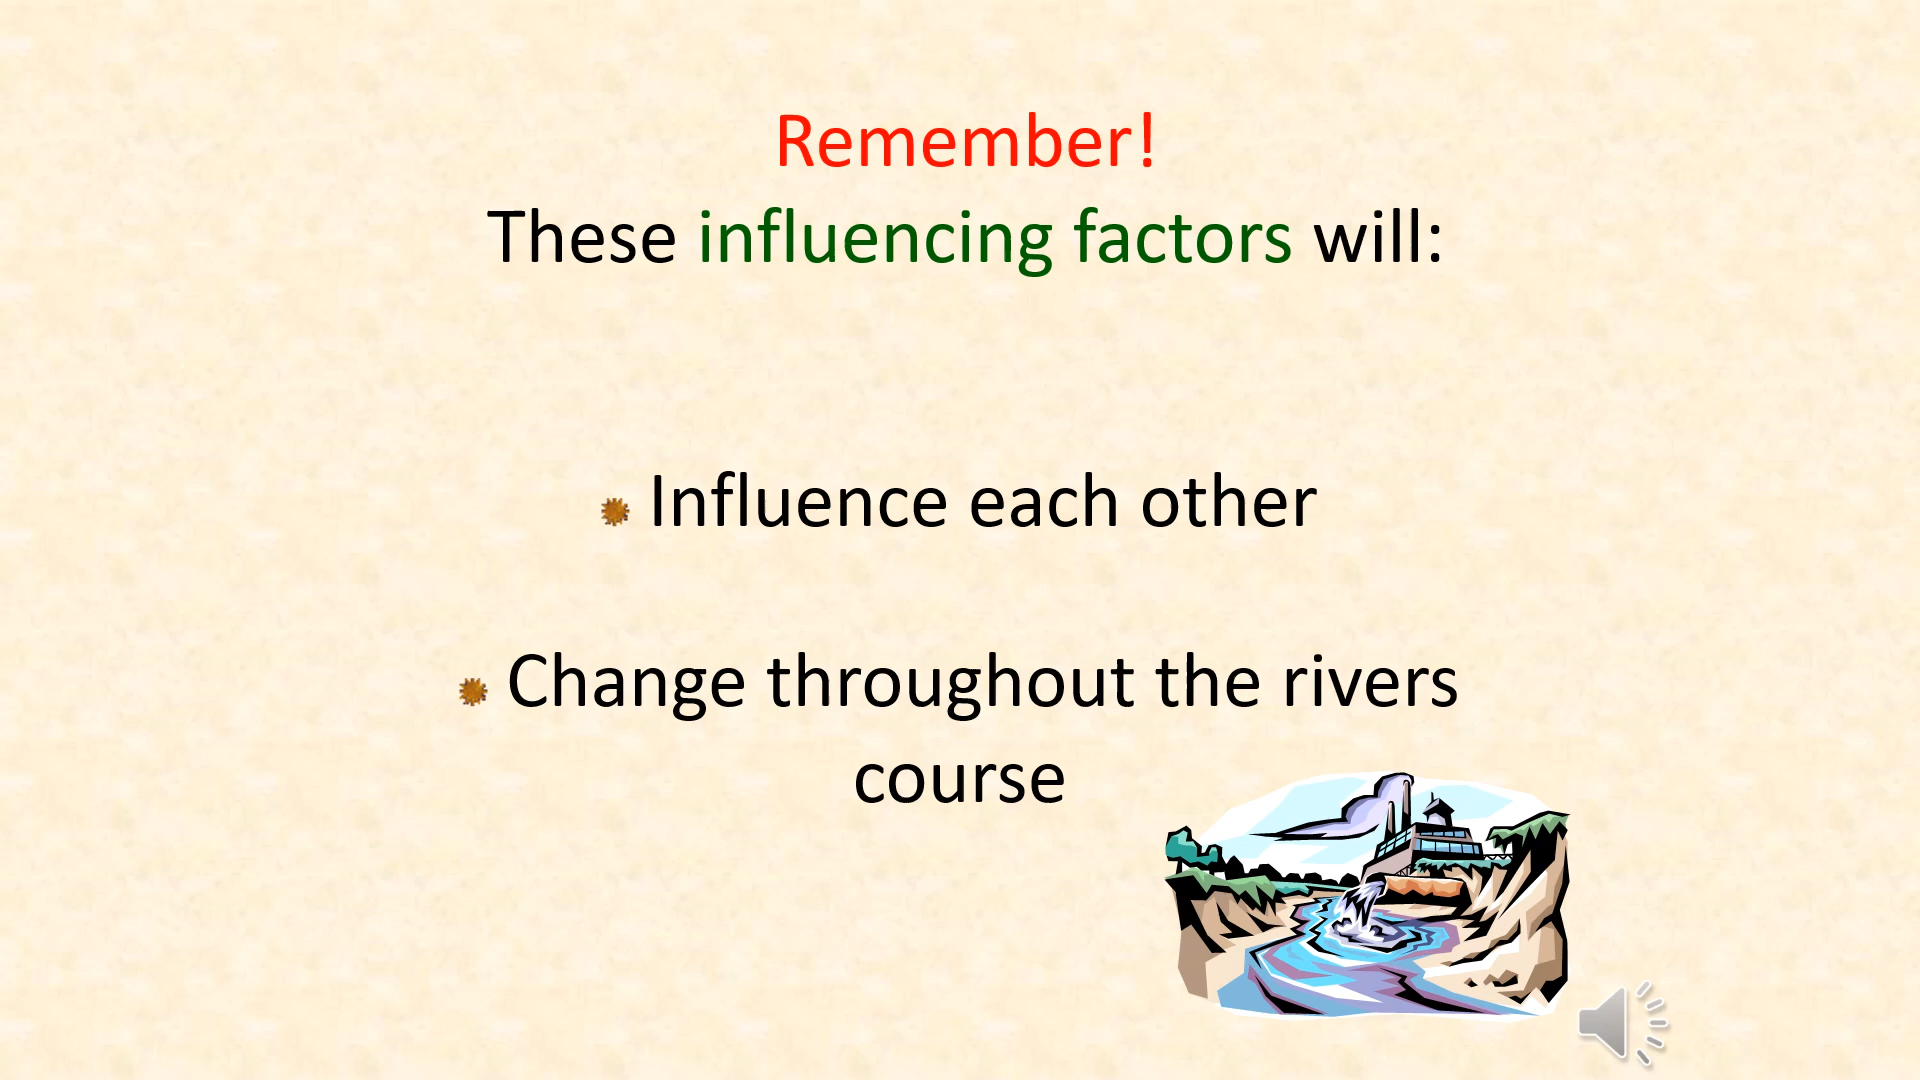 Remember!
These influencing factors will:
Influence each other
Change throughout the rivers
course